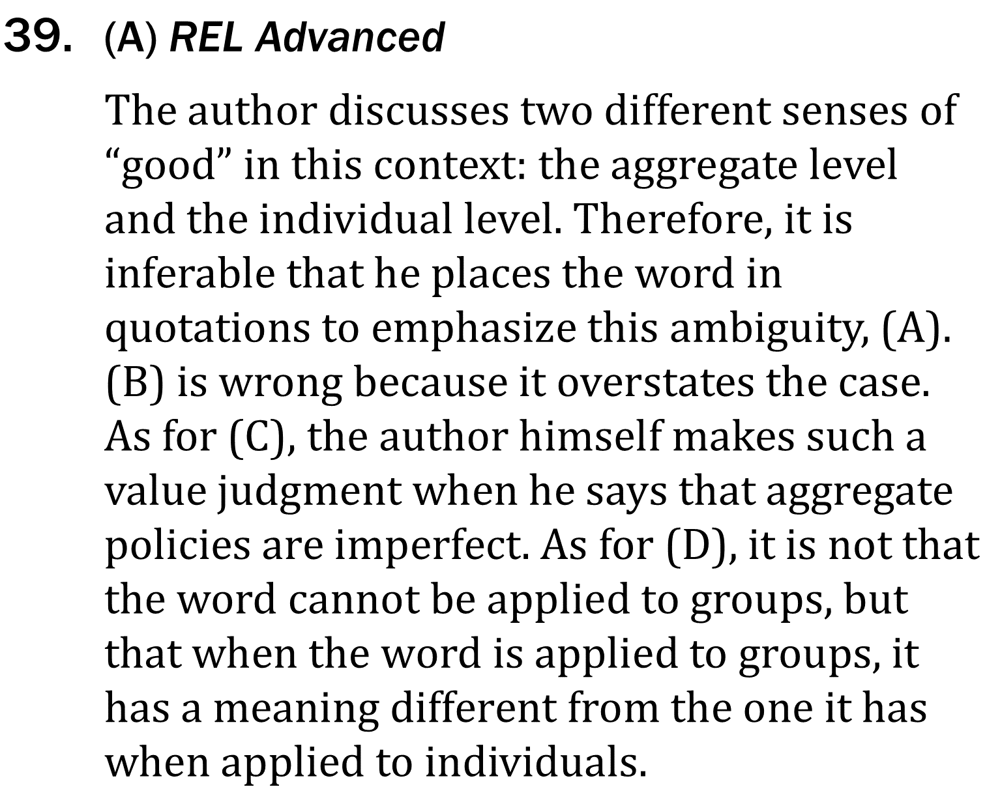 39. (A) REL Advanced
The author discusses two different senses of
“good” in this context: the aggregate level
and the individual level. Therefore, it is
inferable that he places the word in
quotations to emphasize this ambiguity, (A).
(B) is wrong because it overstates the case.
As for (C), the author himself makes such a
value judgment when he says that aggregate
policies are imperfect. As for (D), it is not that
the word cannot be applied to groups, but
that when the word is applied to groups, it
has a meaning different from the one it has
when applied to individuals.